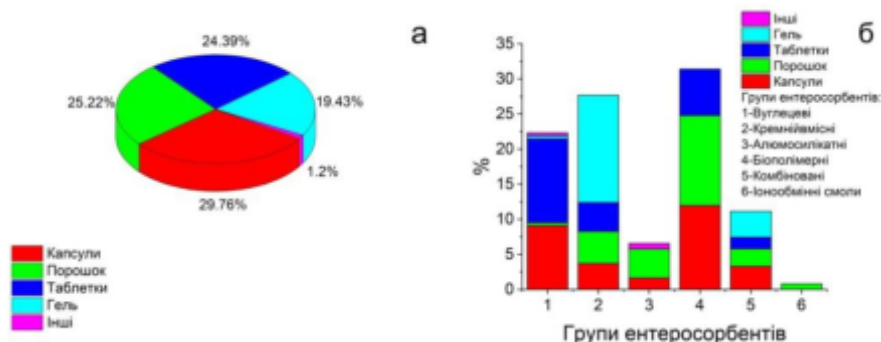 а
24.39%
25.22%
19.43%
1.2%
29.76%
Капсули
Порошок
Таблетки
Гель
Інші
б
Інші
Гель
Таблетки
Порошок
Капсули
Групи ентеросорбентів:
1-Вуглецеві
2-Кремнійвмісні
3-Алюмосилікатні
4-Біополімерні
5-Комбіновані
6-Іонообмінні смоли
%
35
30
25
20
15
10
5
0
1 2 3 4 5 6
Групи ентеросорбентів